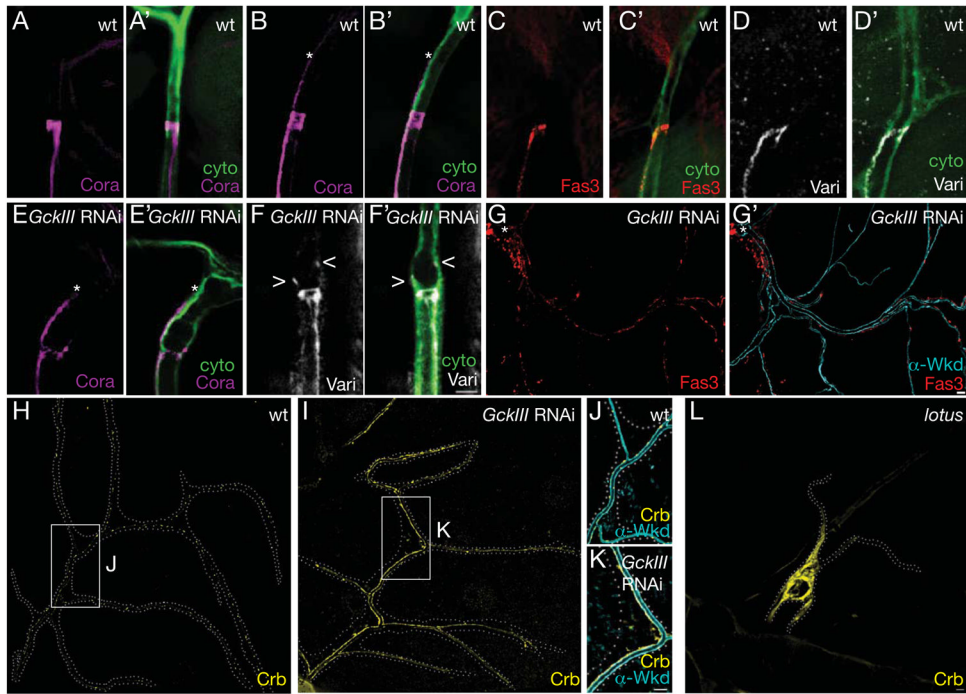 A wt
A' wt
B wt
B' wt
C wt
C' wt
D wt
D' wt
*
*
Cora
cyto
Cora
Cora
cyto
Cora
Fas3
cyto
Fas3
Vari
cyto
Vari
E GckIII RNAi
E' GckIII RNAi
F GckIII RNAi
F' GckIII RNAi
G GckIII RNAi
G' GckIII RNAi
*
*
*
*
<
>
<
>
Cora
cyto
Cora
Vari
cyto
Vari
Fas3
α-Wkd
Fas3
H wt
I GckIII RNAi
J wt
L lotus
J
K
Crb
α-Wkd
K GckIII
RNAi
Crb
Crb
Crb
α-Wkd
Crb